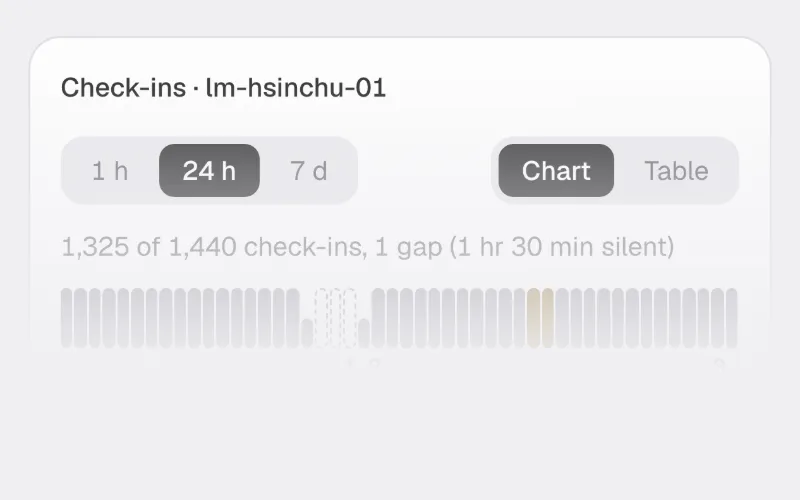 Check-ins · lm-hsinchu-01
1 h 24 h 7 d Chart Table
1,325 of 1,440 check-ins, 1 gap (1 hr 30 min silent)